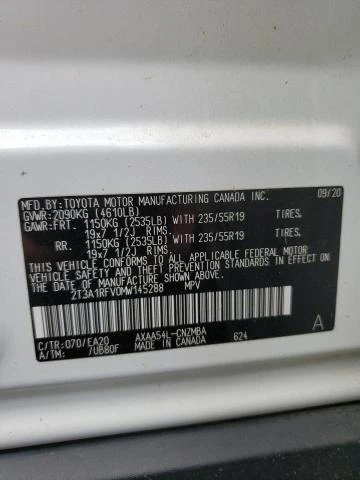 MFD.BY:TOYOTA MOTOR MANUFACTURING CANADA INC. 09/20
GVWR:2090KG (4610LB)
GAWR:FRT. 1150KG (2535LB) WITH 235/55R19 TIRES.
19x7 1/2J RIMS
RR. 1150KG (2535LB) WITH 235/55R19 TIRES.
19x7 1/2J RIMS
THIS VEHICLE CONFORMS TO ALL APPLICABLE FEDERAL MOTOR
VEHICLE SAFETY, BUMPER, AND THEFT PREVENTION STANDARDS
IN EFFECT ON THE DATE OF MANUFACTURE SHOWN ABOVE.
2T3A1RFV0MW145288 MPV
C/TR:070/EA20 AXAA54L-CNZMBA A
A/TM: /UB80F MADE IN CANADA 624